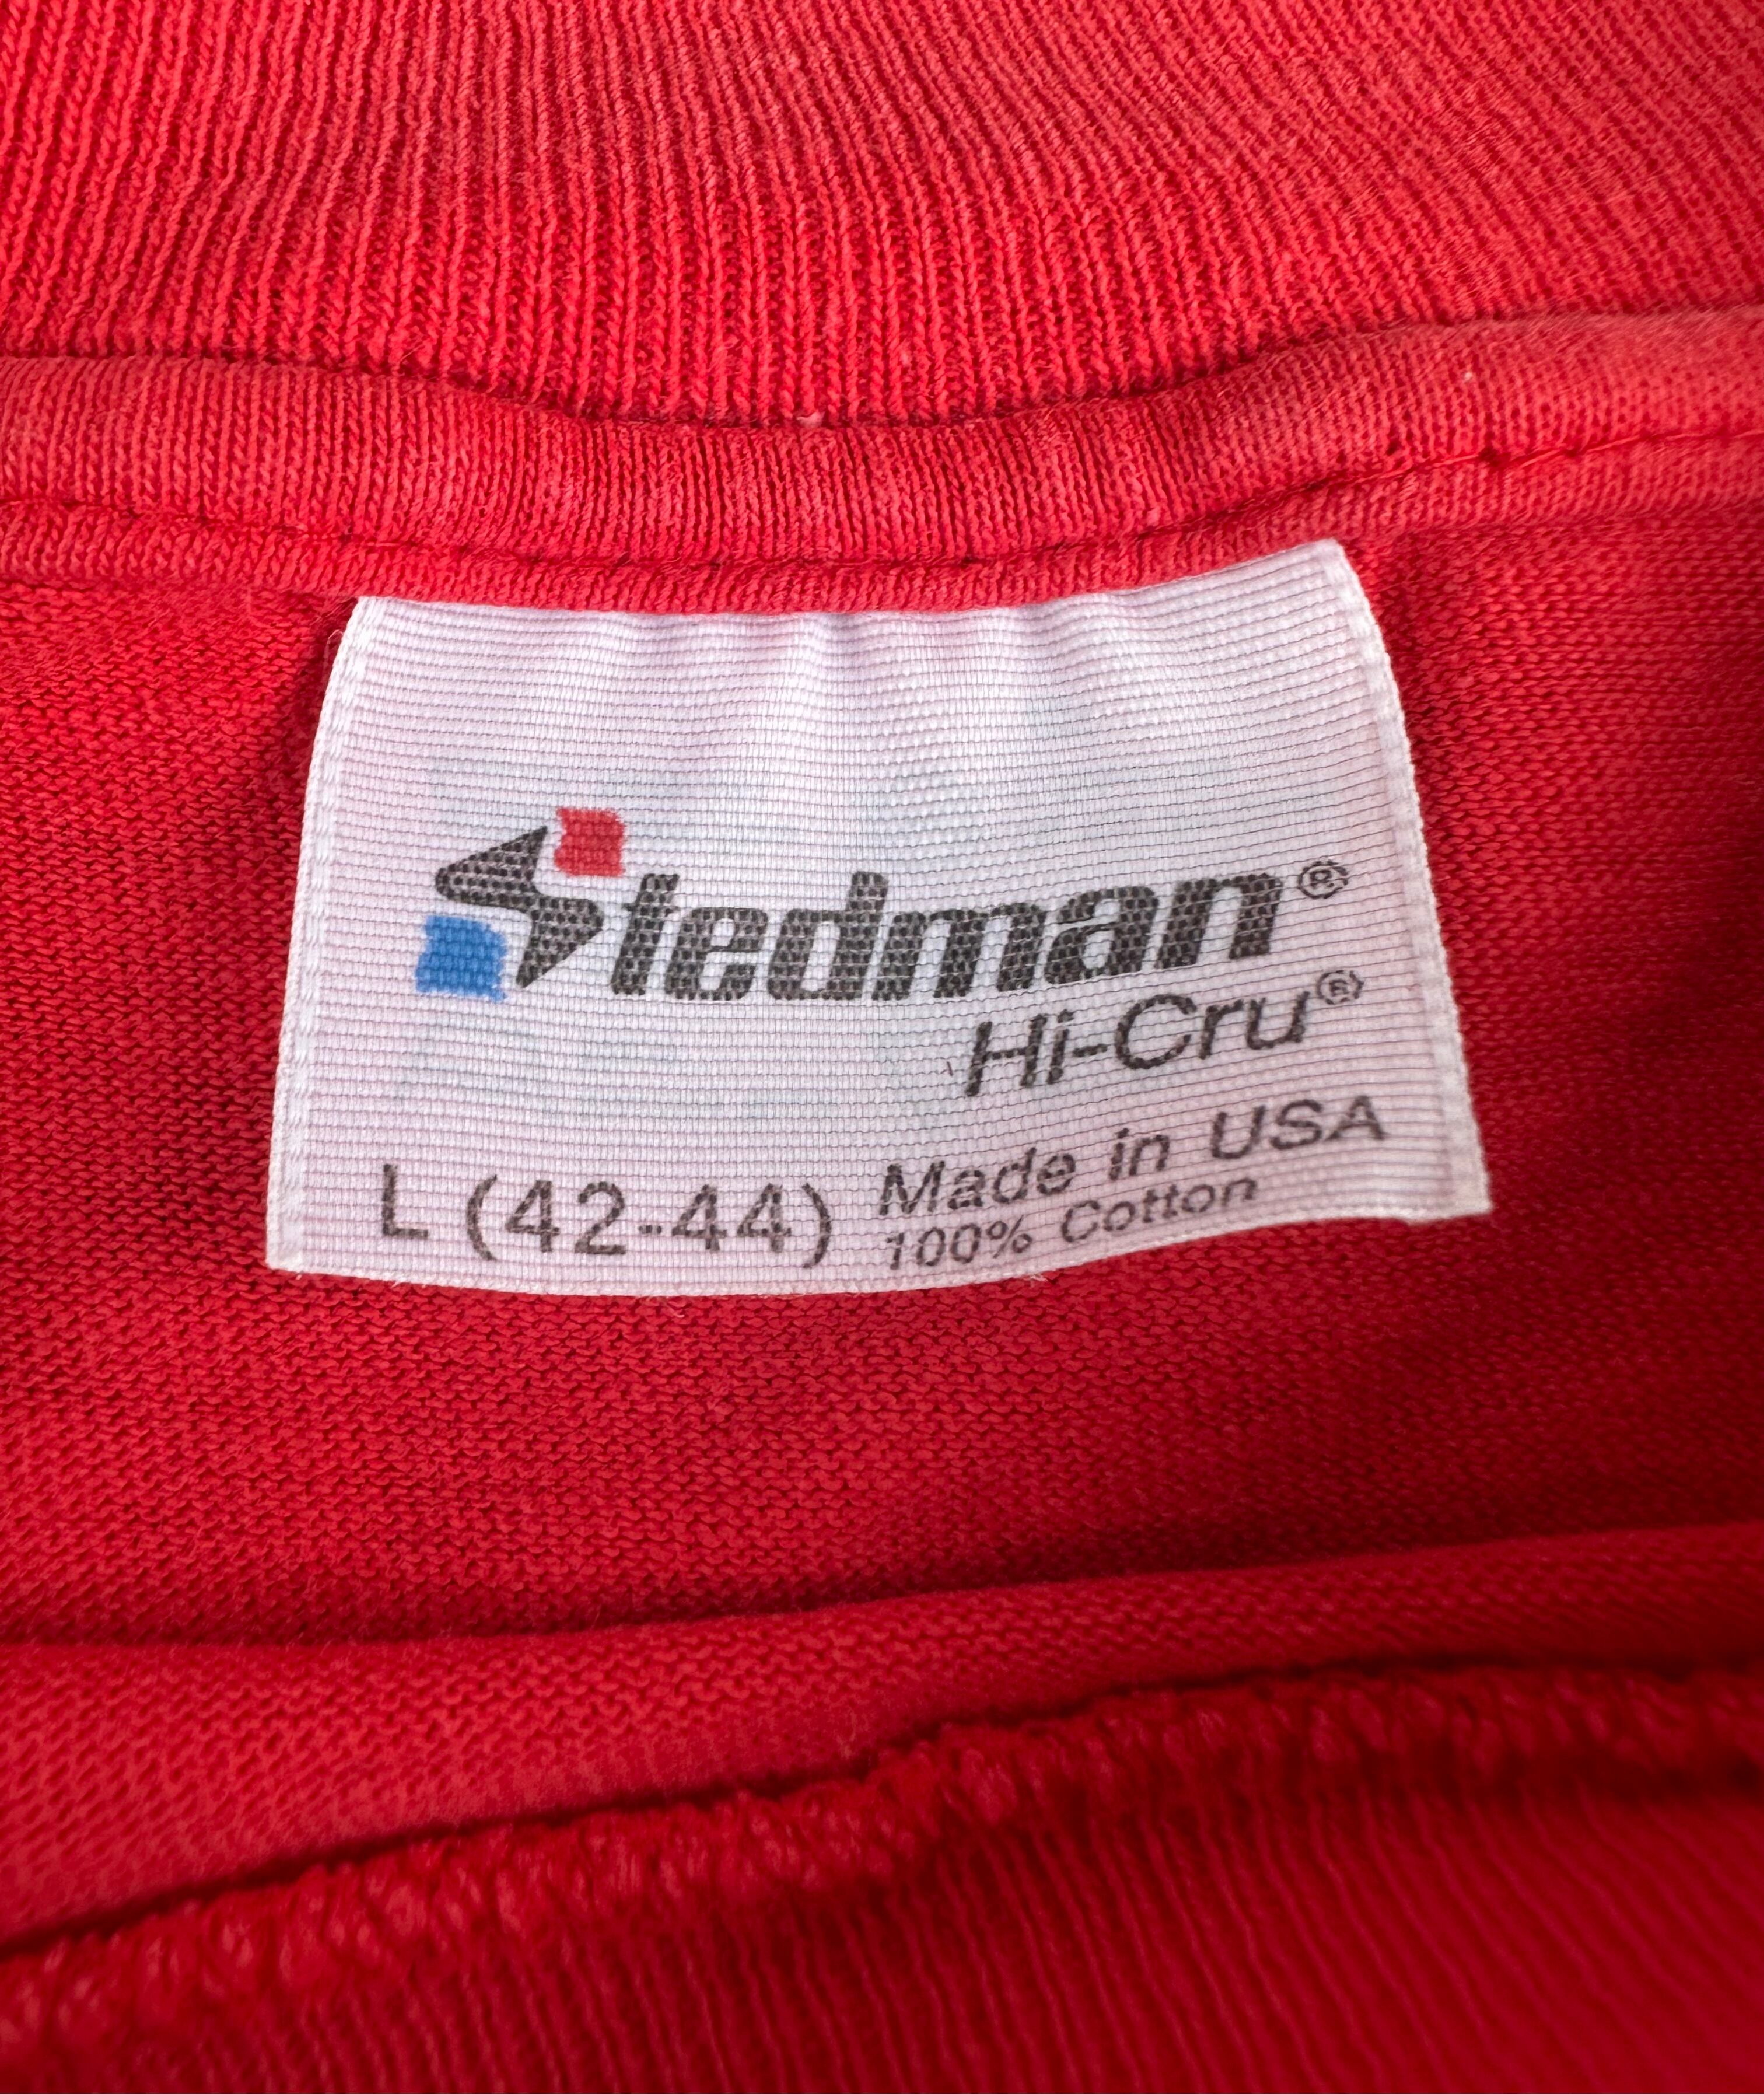 Stedman®
Hi-Cru®
L (42-44) Made in USA
100% Cotton